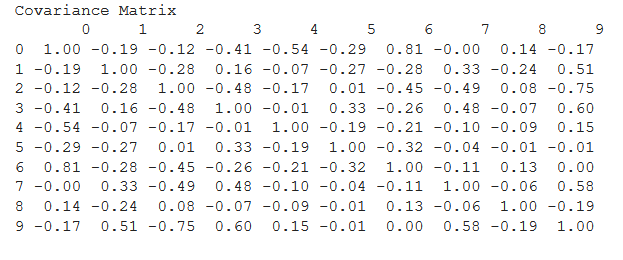 Covariance Matrix
0 1 2 3 4 5 6 7 8 9
0 1.00 -0.19 -0.12 -0.41 -0.54 -0.29 0.81 -0.00 0.14 -0.17
1 -0.19 1.00 -0.28 0.16 -0.07 -0.27 -0.28 0.33 -0.24 0.51
2 -0.12 -0.28 1.00 -0.48 -0.17 0.01 -0.45 -0.49 0.08 -0.75
3 -0.41 0.16 -0.48 1.00 -0.01 0.33 -0.26 0.48 -0.07 0.60
4 -0.54 -0.07 -0.17 -0.01 1.00 -0.19 -0.21 -0.10 -0.09 0.15
5 -0.29 -0.27 0.01 0.33 -0.19 1.00 -0.32 -0.04 -0.01 -0.01
6 0.81 -0.28 -0.45 -0.26 -0.21 -0.32 1.00 -0.11 0.13 0.00
7 -0.00 0.33 -0.49 0.48 -0.10 -0.04 -0.11 1.00 -0.06 0.58
8 0.14 -0.24 0.08 -0.07 -0.09 -0.01 0.13 -0.06 1.00 -0.19
9 -0.17 0.51 -0.75 0.60 0.15 -0.01 0.00 0.58 -0.19 1.00